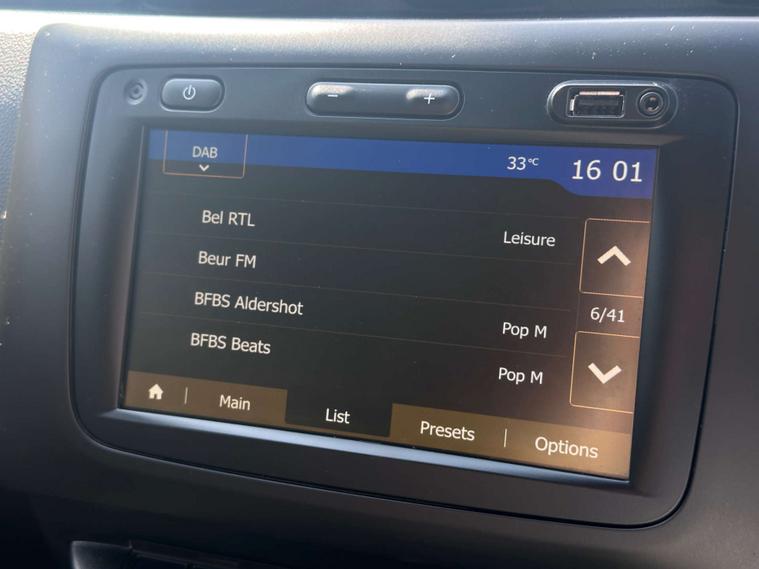 DAB
33°C
16 01
Bel RTL
Leisure
Beur FM
BFBS Aldershot
Pop M
BFBS Beats
Pop M
6/41
Main
List
Presets
Options